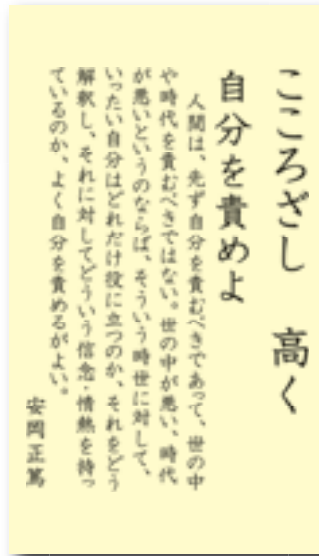 こころざし 高く
自分を責めよ
人間は、先ず自分を責むべきであって、世の中
や時代を責むべきではない。世の中が悪い、時代
が悪いというのならば、そういう時世に対して、
いったい自分はどれだけ役に立つのか、それをどう
解釈し、それに対してどういう信念・情熱を持っ
ているのか、よく自分を責めるがよい。
安岡正篤